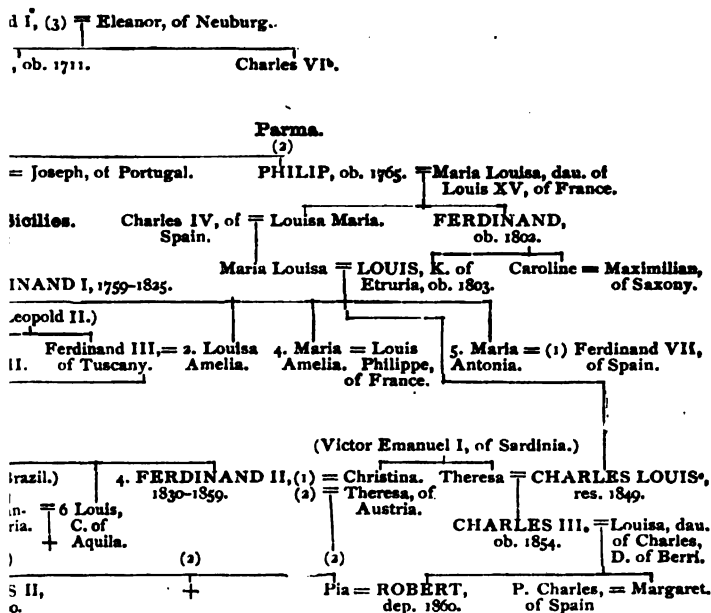 d I, (3) = Eleanor, of Neuburg.
, ob. 1711. Charles VIb.
Parma.
(2)
= Joseph, of Portugal. PHILIP, ob. 1765. = Maria Louisa, dau. of
Louis XV, of France.
Sicilies. Charles IV, of = Louisa Maria. FERDINAND,
Spain. ob. 1802.
Maria Louisa = LOUIS, K. of Caroline = Maximilian,
INAND I, 1759-1825. Etruria, ob. 1803. of Saxony.
eopold II.)
Ferdinand III, = 2. Louisa 4. Maria = Louis 5. Maria = (1) Ferdinand VII,
II. of Tuscany. Amelia. Amelia. Philippe, Antonia. of Spain.
of France.
(Victor Emanuel I, of Sardinia.)
Brazil.) 4. FERDINAND II, (1) = Christina. Theresa = CHARLES LOUISc,
1830-1859. (2) = Theresa, of res. 1849.
an- = 6 Louis, Austria.
ria. C. of CHARLES III. = Louisa, dau.
+ Aquila. ob. 1854. of Charles,
) (2) (2) D. of Berri.
S II, + Pia = ROBERT, P. Charles, = Margaret.
o. dep. 1860. of Spain